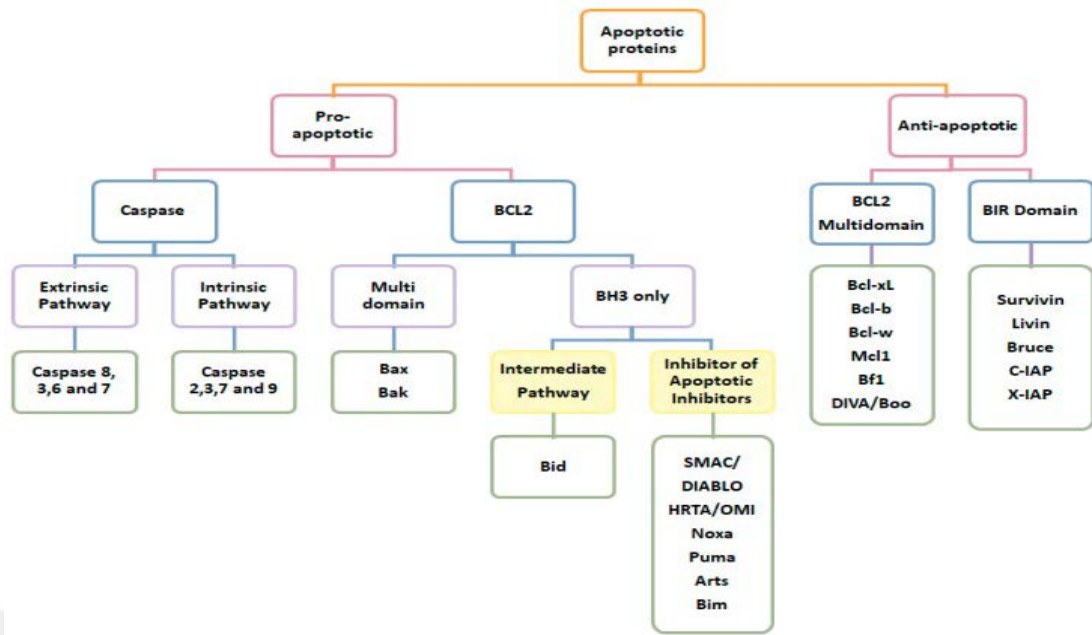 Apoptotic
proteins
Pro-
apoptotic
Anti-apoptotic
Caspase
BCL2
BCL2
Multidomain
BIR Domain
Extrinsic
Pathway
Intrinsic
Pathway
Multi
domain
BH3 only
Caspase 8,
3,6 and 7
Caspase
2,3,7 and 9
Bax
Bak
Intermediate
Pathway
Inhibitor of
Apoptotic
Inhibitors
Bid
SMAC/
DIABLO
HRTA/OMI
Noxa
Puma
Arts
Bim
Bcl-xL
Bcl-b
Bcl-w
Mcl1
Bf1
DIVA/Boo
Survivin
Livin
Bruce
C-IAP
X-IAP